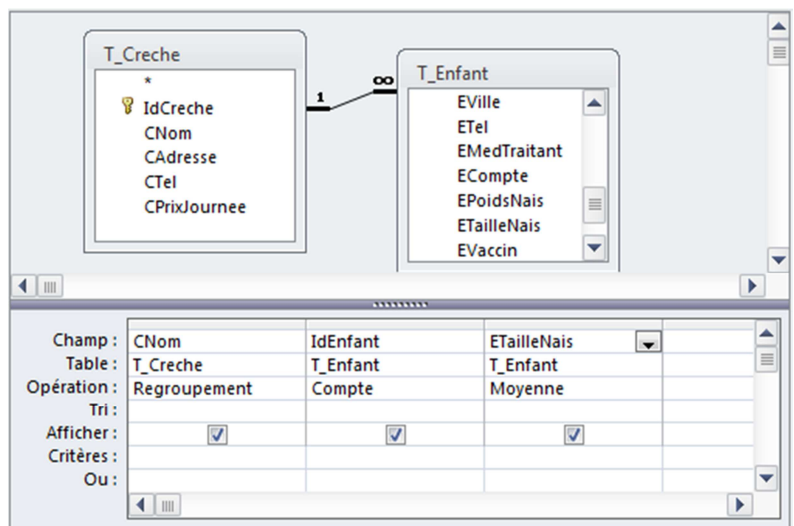 T_Creche
*
IdCreche
CNom
CAdresse
CTel
CPrixJournee
1
∞
T_Enfant
EVille
ETel
EMedTraitant
ECompte
EPoidsNais
ETailleNais
EVaccin
Champ : CNom IdEnfant ETailleNais
Table : T_Creche T_Enfant T_Enfant
Opération : Regroupement Compte Moyenne
Tri :
Afficher :
Critères :
Ou :